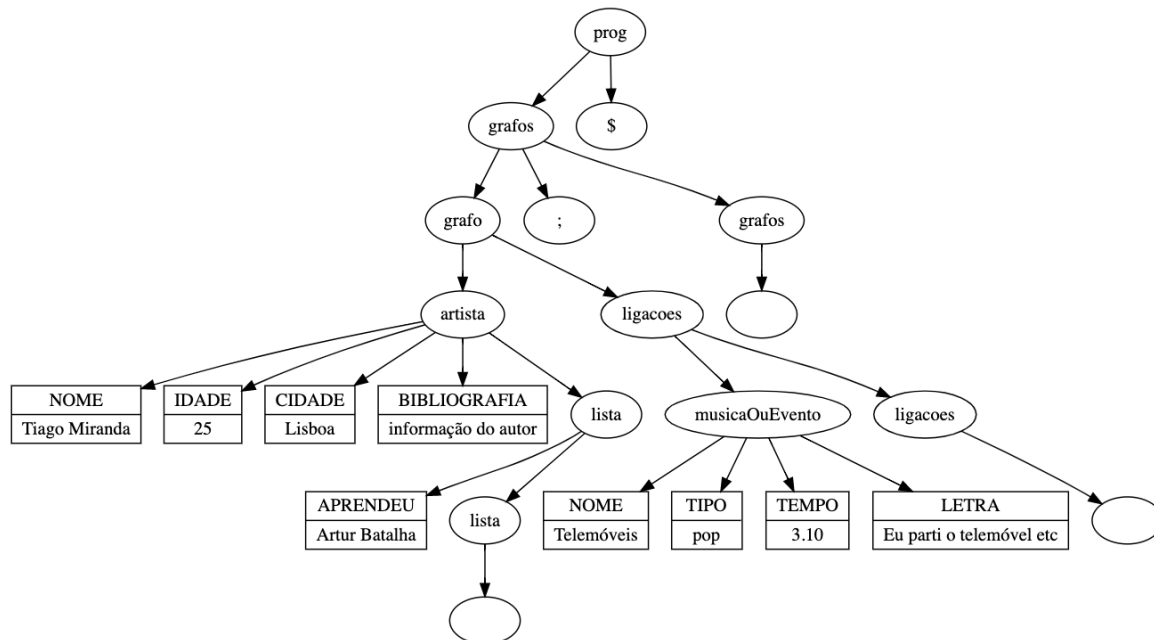 prog
grafos
$
grafo
;
grafos
artista
ligacoes
NOME
Tiago Miranda
IDADE
25
CIDADE
Lisboa
BIBLIOGRAFIA
informação do autor
lista
musicaOuEvento
ligacoes
APRENDEU
Artur Batalha
lista
NOME
Telemóveis
TIPO
pop
TEMPO
3.10
LETRA
Eu parti o telemóvel etc